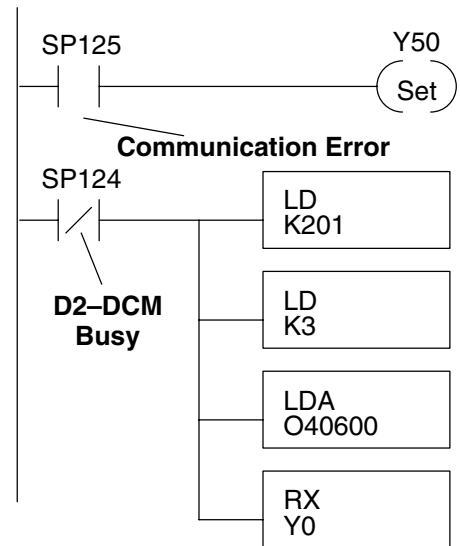 SP125
Y50
Set
Communication Error
SP124
LD
K201
D2–DCM
Busy
LD
K3
LDA
O40600
RX
Y0